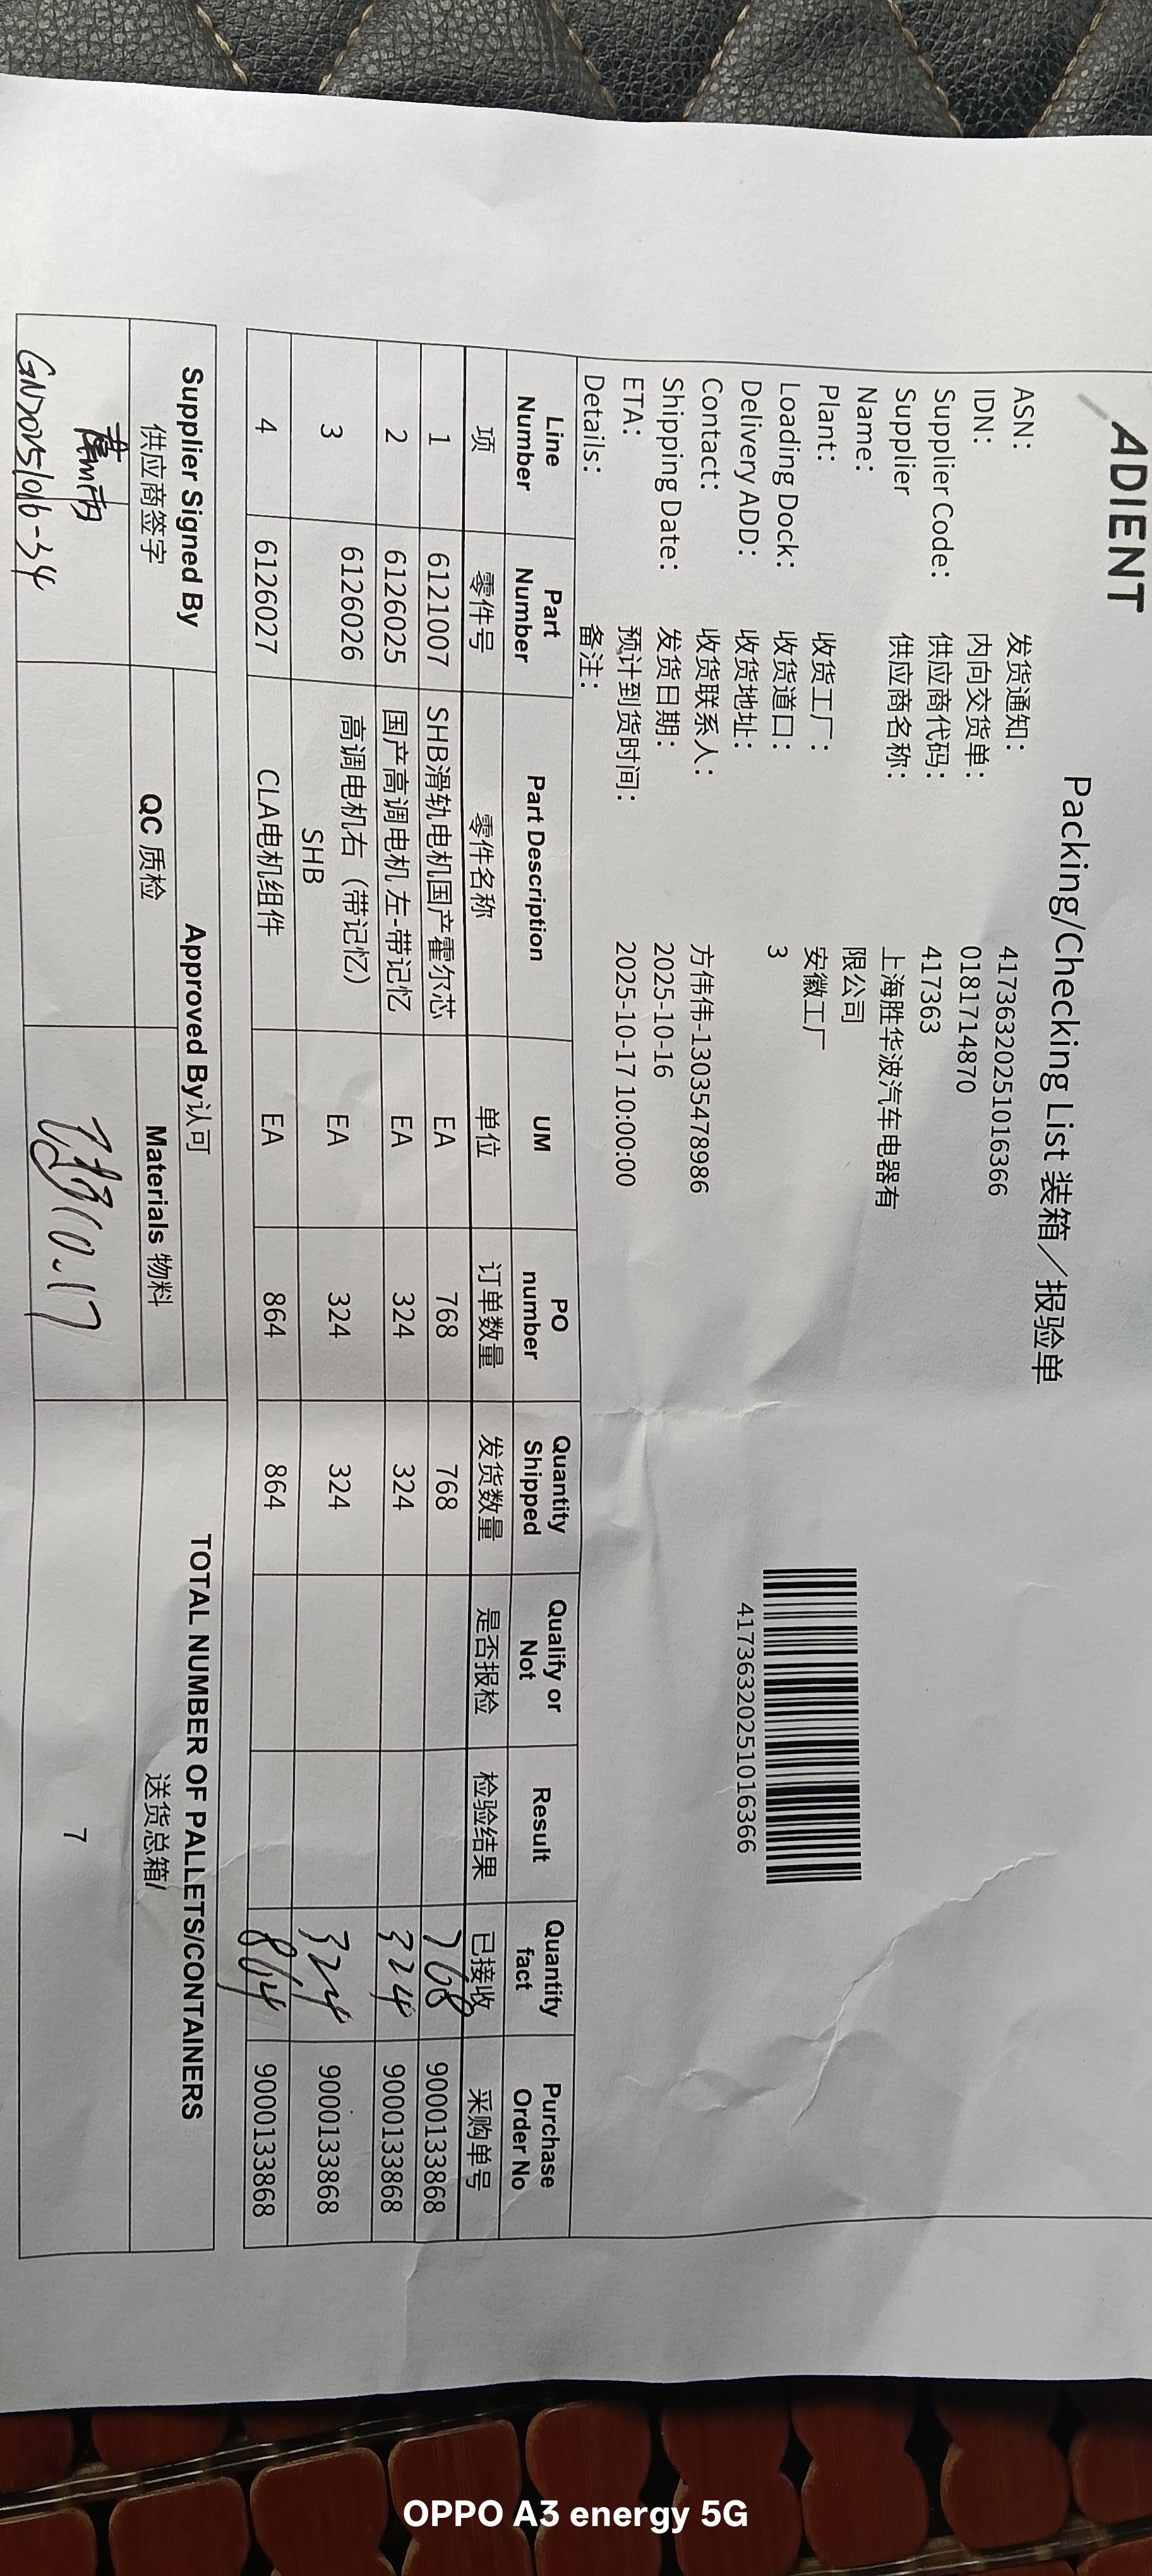 ADIENT
Packing/Checking List 装箱／报验单
ASN: 发货通知: 41736320251016366
IDN: 内向交货单: 0181714870
Supplier Code: 供应商代码: 417363
Supplier 供应商名称: 上海胜华波汽车电器有
Name: 限公司
Plant: 收货工厂: 安徽工厂
Loading Dock: 收货道口: 3
Delivery ADD: 收货地址:
41736320251016366
Contact: 收货联系人: 方伟伟-13035478986
Shipping Date: 发货日期: 2025-10-16
ETA: 预计到货时间: 2025-10-17 10:00:00
Details: 备注:
Line Number Part Number Part Description UM PO number Quantity Shipped Qualify or Not Result Quantity fact Purchase Order No
项 零件号 零件名称 单位 订单数量 发货数量 是否报检 检验结果 已接收 采购单号
1 6121007 SHB滑轨电机国产霍尔芯 EA 768 768 768 9000133868
2 6126025 国产高调电机 左-带记忆 EA 324 324 324 9000133868
3 6126026 高调电机右（带记忆） SHB EA 324 324 324 9000133868
4 6126027 CLA电机组件 EA 864 864 864 9000133868
Supplier Signed By Approved By认可 TOTAL NUMBER OF PALLETS/CONTAINERS
供应商签字 QC 质检 Materials 物料 送货总箱/
10.17 7
GN20251016-34
OPPO A3 energy 5G